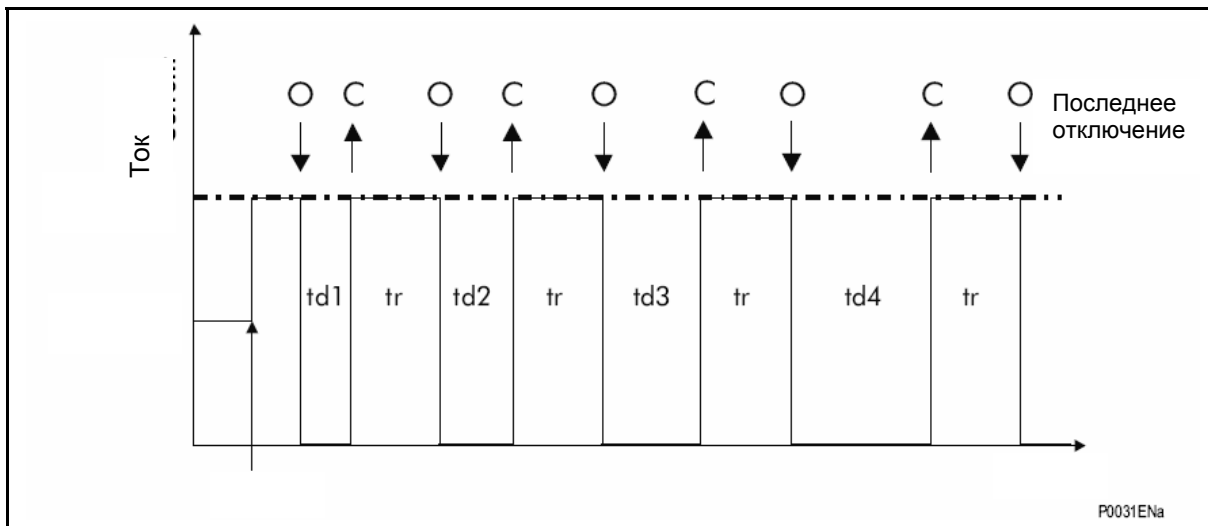 O C O C O C O C O
Последнее
отключение
Ток
td1 tr td2 tr td3 tr td4 tr
P0031ENa